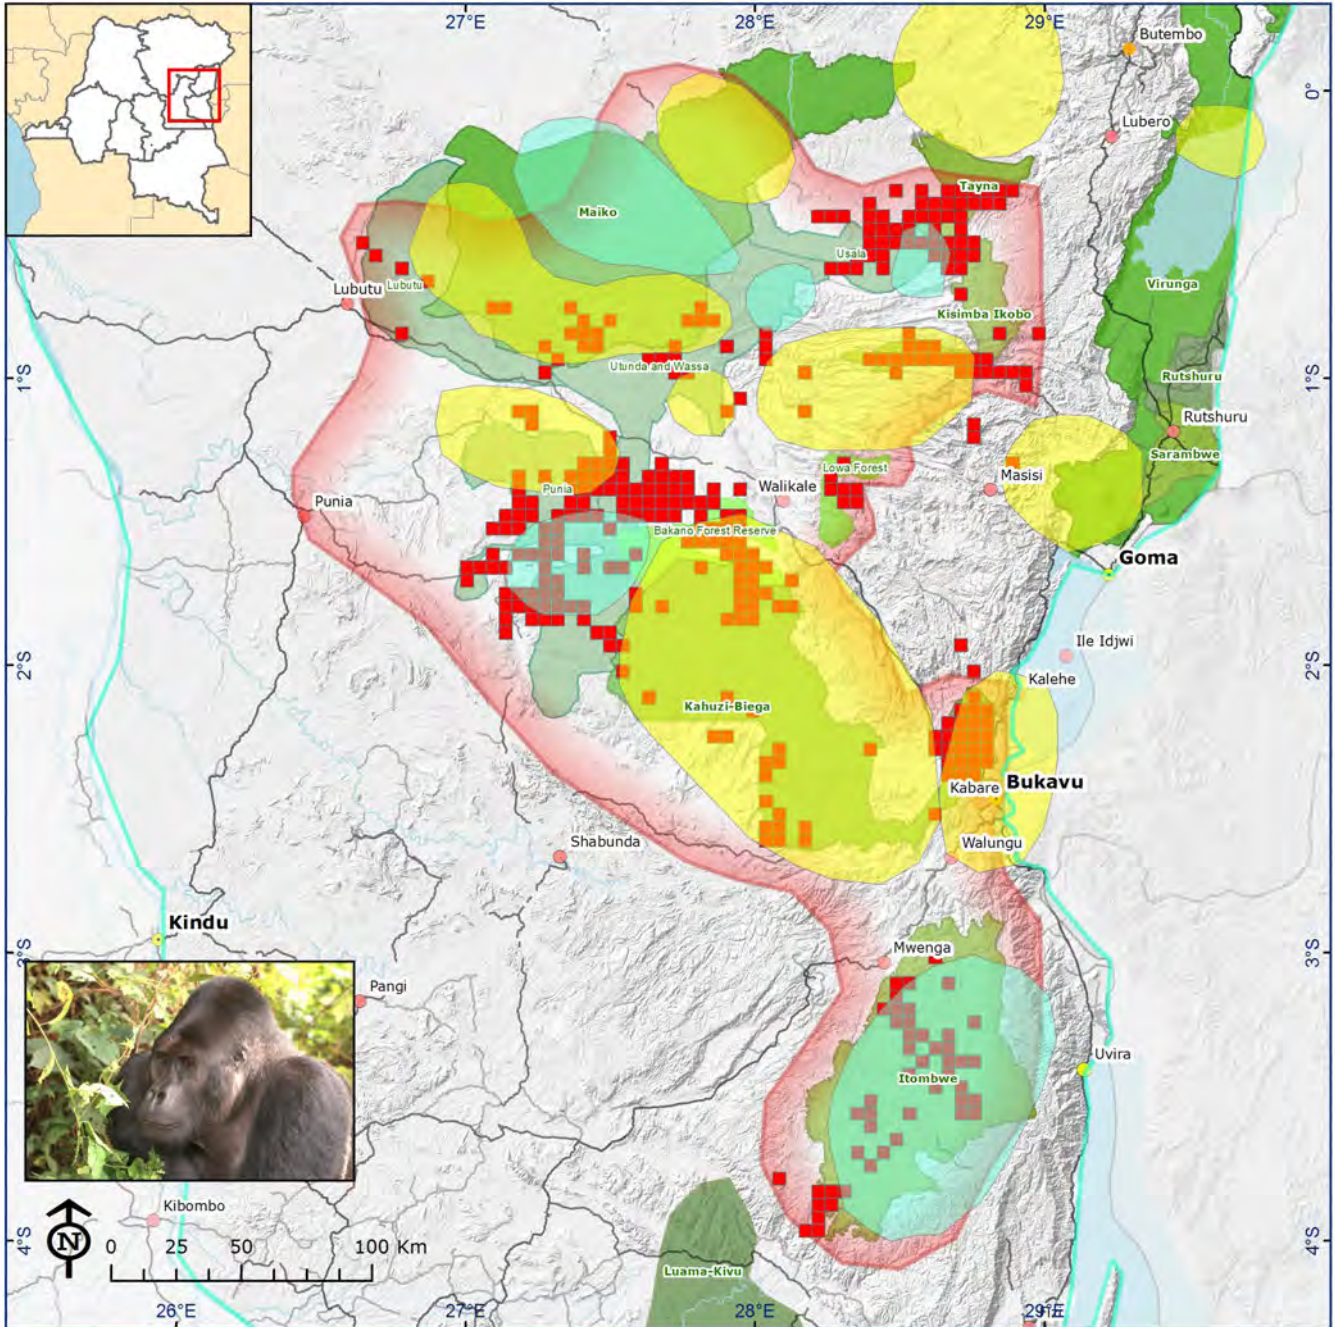 27°E 28°E 29°E
Butembo
0°
Lubero
Tayna
Maiko
Usala
Virunga
Lubutu Lubutu
Kisimba Ikobo
Utunda and Wassa
1°S 1°S
Rutshuru
Rutshuru
Sarambwe
Lowa Forest
Masisi
Walikale
Punia
Punia
Bakano Forest Reserve
Goma
Ile Idjwi
2°S 2°S
Kalehe
Kahuzi-Biega
Kabare Bukavu
Shabunda
Walungu
Kindu
Mwenga
3°S 3°S
Pangi
Uvira
Itombwe
Kibombo
N
0 25 50 100 Km
4°S 4°S
Luama-Kivu
26°E 27°E 28°E 29°E